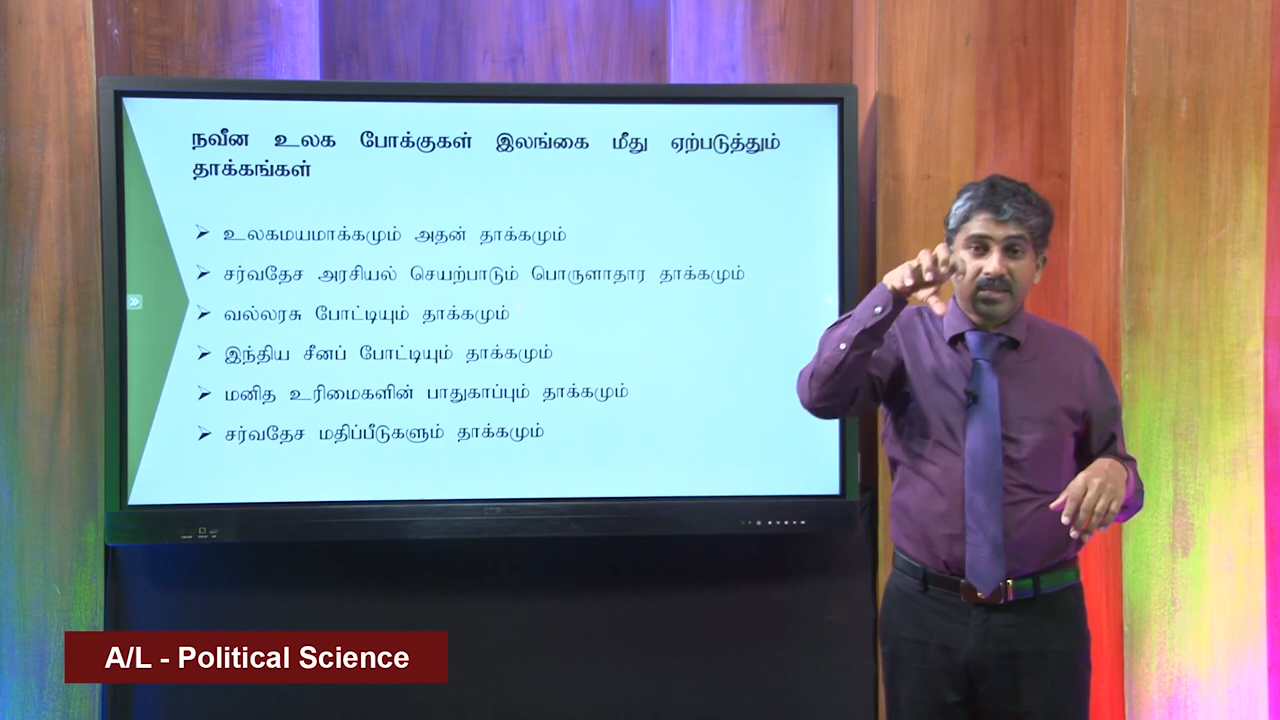 நவீன உலக போக்குகள் இலங்கை மீது ஏற்படுத்தும்
தாக்கங்கள்
உலகமயமாக்கமும் அதன் தாக்கமும்
சர்வதேச அரசியல் செயற்பாடும் பொருளாதார தாக்கமும்
வல்லரசு போட்டியும் தாக்கமும்
இந்திய சீனப் போட்டியும் தாக்கமும்
மனித உரிமைகளின் பாதுகாப்பும் தாக்கமும்
சர்வதேச மதிப்பீடுகளும் தாக்கமும்
A/L - Political Science